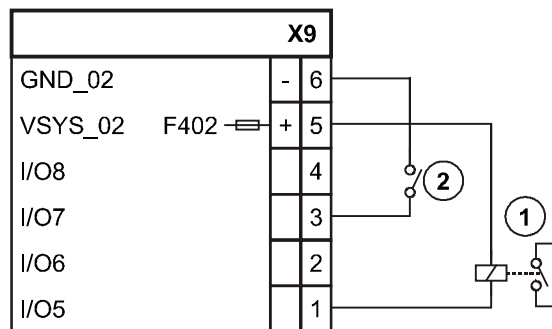 X9
GND_02 - 6
VSYS_02 F402 + 5
I/O8 4
2
I/O7 3
1
I/O6 2
I/O5 1